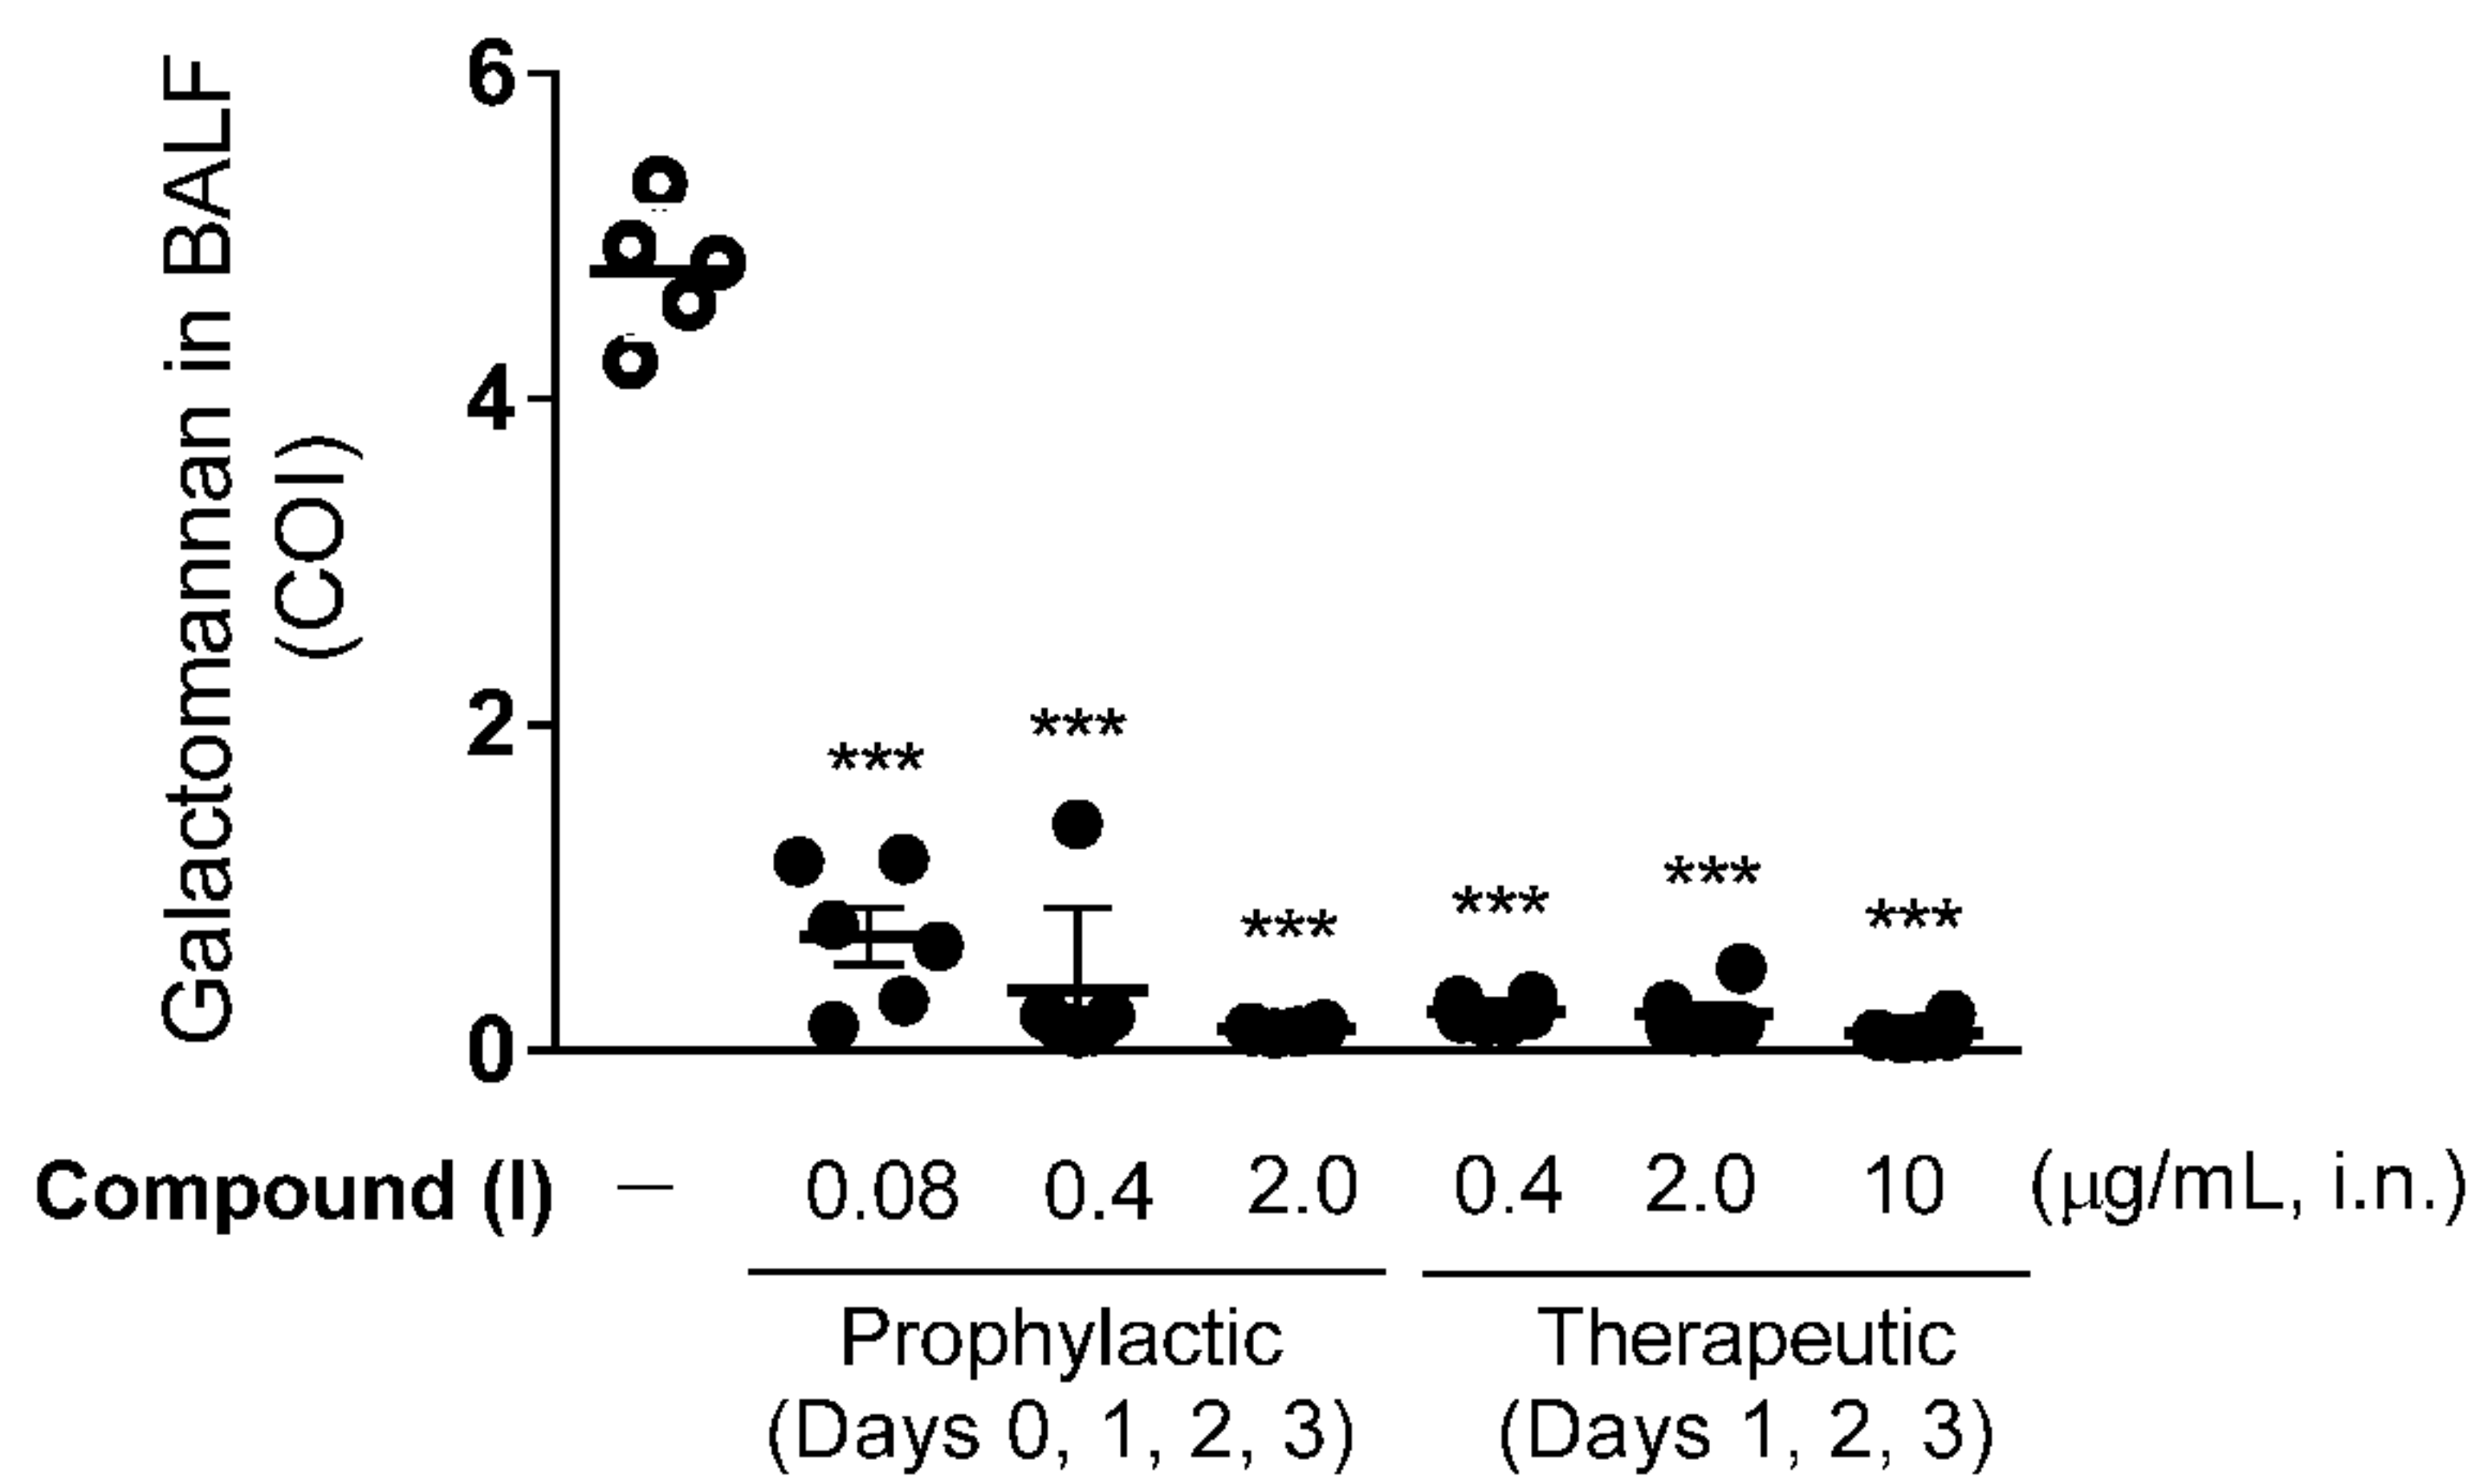 Galactomannan in BALF
(COI)
6
4
2
0
***
***
***
***
***
***
Compound (I) – 0.08 0.4 2.0 0.4 2.0 10 (μg/mL, i.n.)
Prophylactic
(Days 0, 1, 2, 3)
Therapeutic
(Days 1, 2, 3)